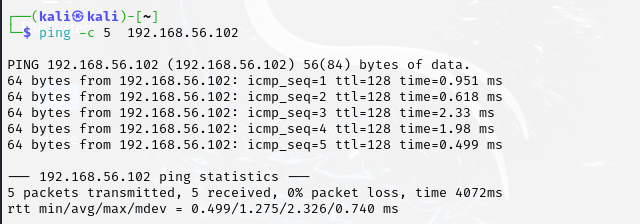 ┌──(kali㉿kali)-[~]
└─$ ping -c 5  192.168.56.102
PING 192.168.56.102 (192.168.56.102) 56(84) bytes of data.
64 bytes from 192.168.56.102: icmp_seq=1 ttl=128 time=0.951 ms
64 bytes from 192.168.56.102: icmp_seq=2 ttl=128 time=0.618 ms
64 bytes from 192.168.56.102: icmp_seq=3 ttl=128 time=2.33 ms
64 bytes from 192.168.56.102: icmp_seq=4 ttl=128 time=1.98 ms
64 bytes from 192.168.56.102: icmp_seq=5 ttl=128 time=0.499 ms
--- 192.168.56.102 ping statistics ---
5 packets transmitted, 5 received, 0% packet loss, time 4072ms
rtt min/avg/max/mdev = 0.499/1.275/2.326/0.740 ms